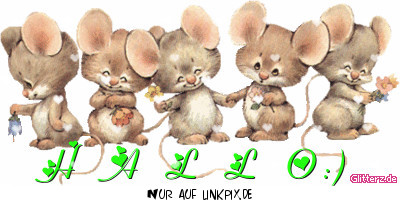 H A L L O :)
Glitterz.de
NUR AUF LINKPIX.DE